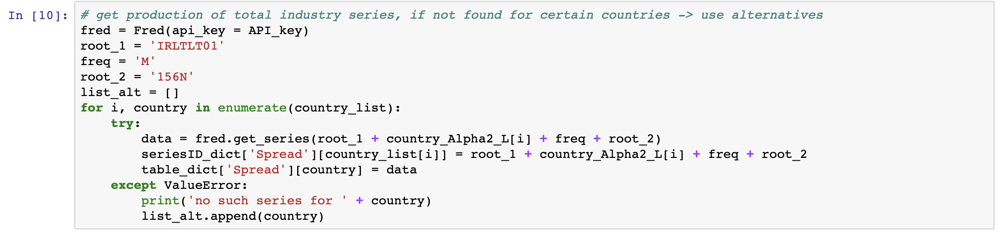 In [10]: # get production of total industry series, if not found for certain countries -> use alternatives
fred = Fred(api_key = API_key)
root_1 = 'IRLTLT01'
freq = 'M'
root_2 = '156N'
list_alt = []
for i, country in enumerate(country_list):
    try:
        data = fred.get_series(root_1 + country_Alpha2_L[i] + freq + root_2)
        seriesID_dict['Spread'][country_list[i]] = root_1 + country_Alpha2_L[i] + freq + root_2
        table_dict['Spread'][country] = data
    except ValueError:
        print('no such series for ' + country)
        list_alt.append(country)